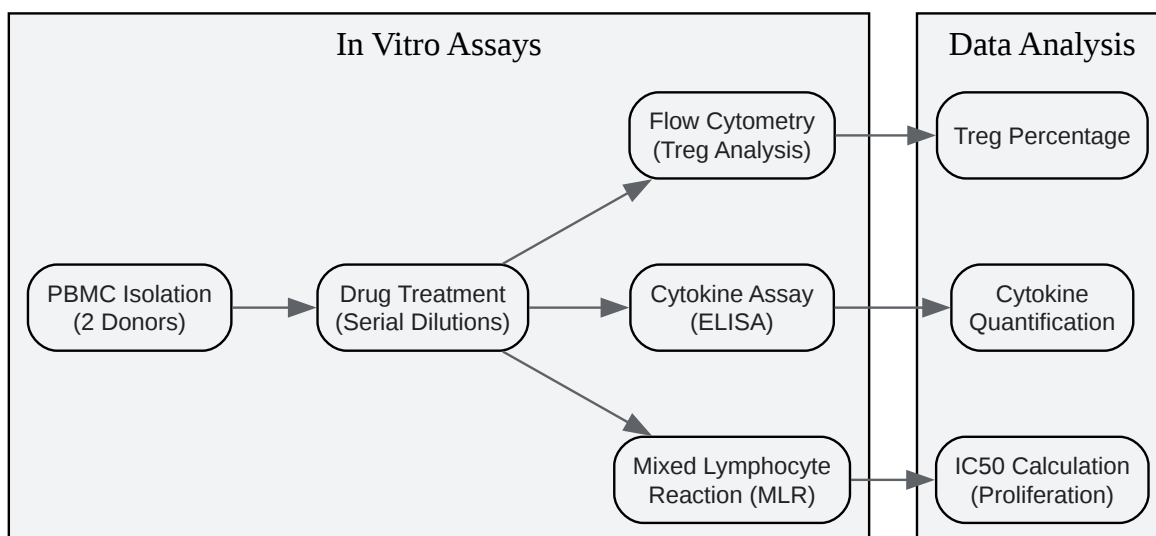 In Vitro Assays
Data Analysis
Flow Cytometry
(Treg Analysis)
Treg Percentage
PBMC Isolation
(2 Donors)
Drug Treatment
(Serial Dilutions)
Cytokine Assay
(ELISA)
Cytokine
Quantification
Mixed Lymphocyte
Reaction (MLR)
IC50 Calculation
(Proliferation)